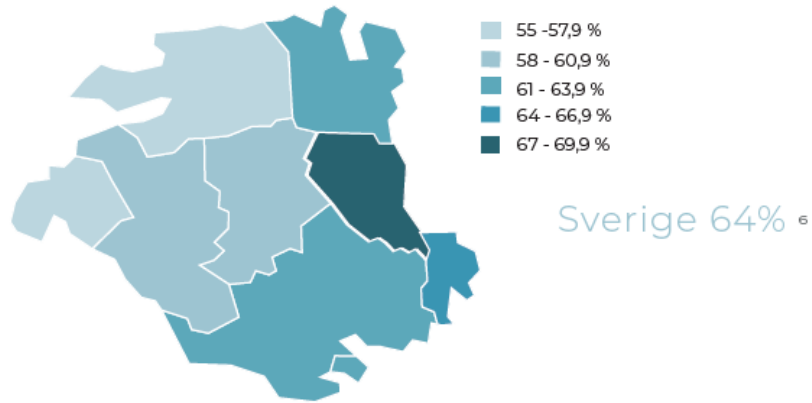 55 -57,9 %
58 - 60,9 %
61 - 63,9 %
64 - 66,9 %
67 - 69,9 %
Sverige 64% 6